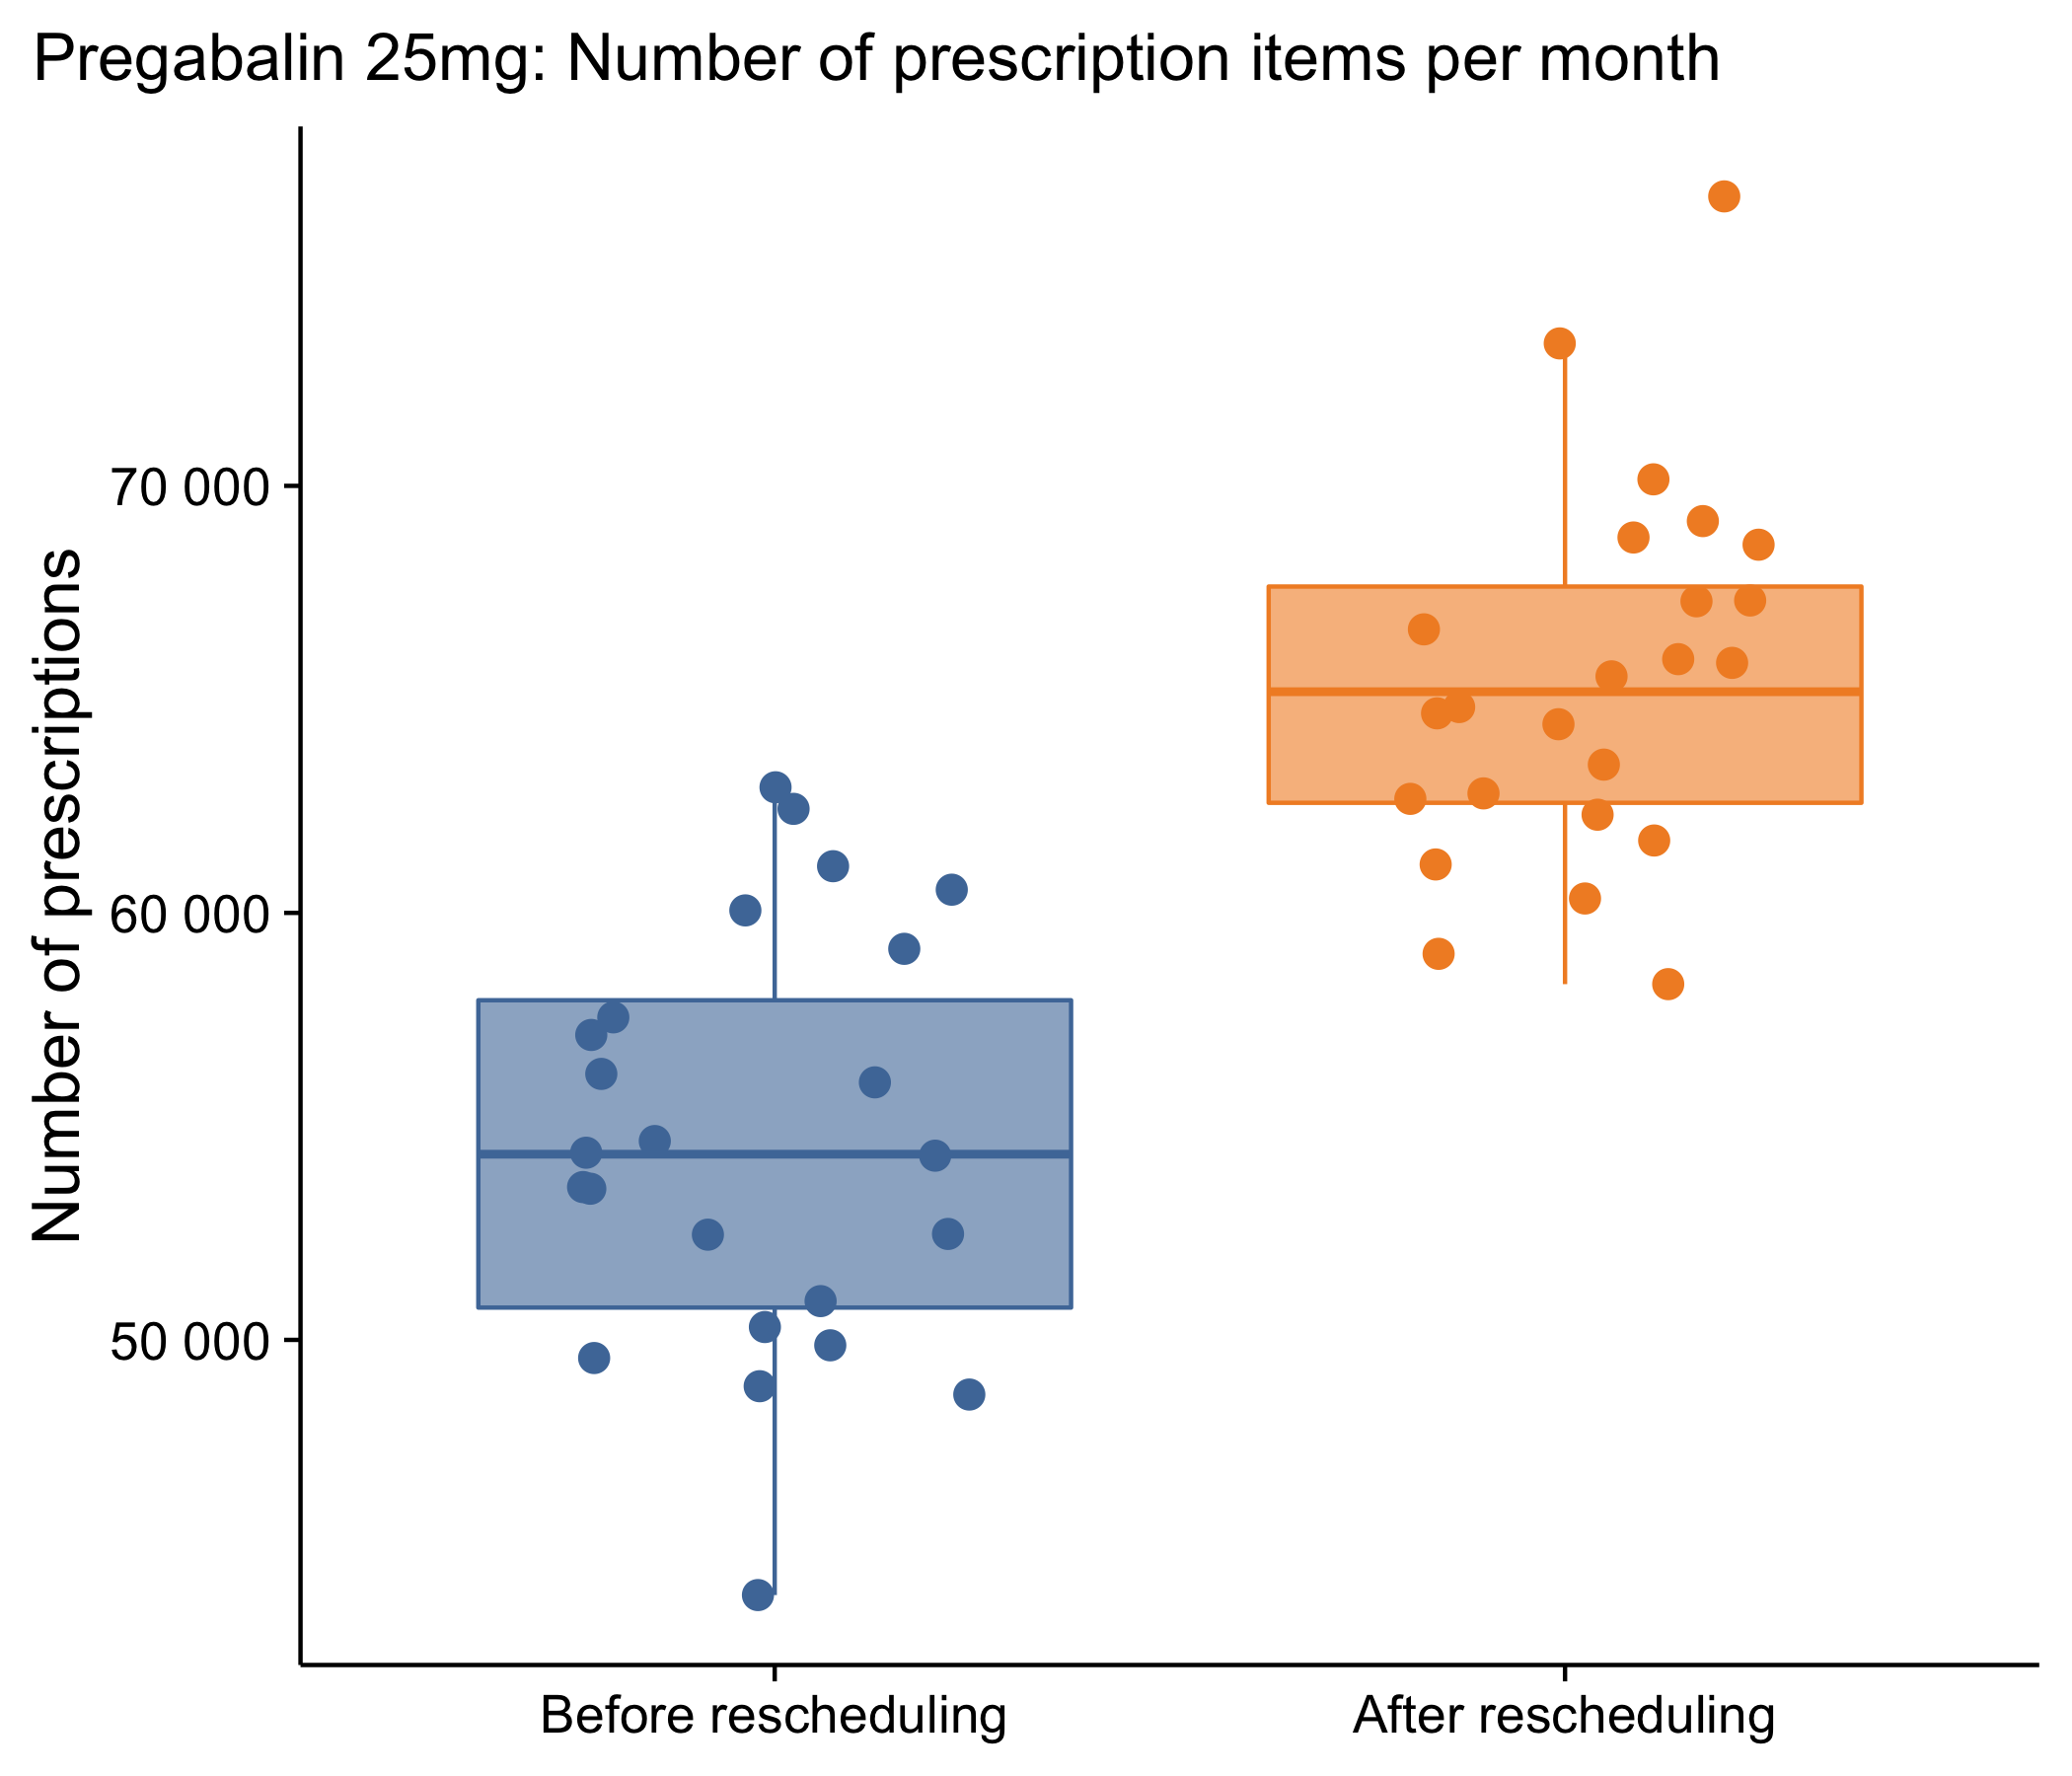 Pregabalin 25mg: Number of prescription items per month
Number of prescriptions
70 000
60 000
50 000
Before rescheduling
After rescheduling